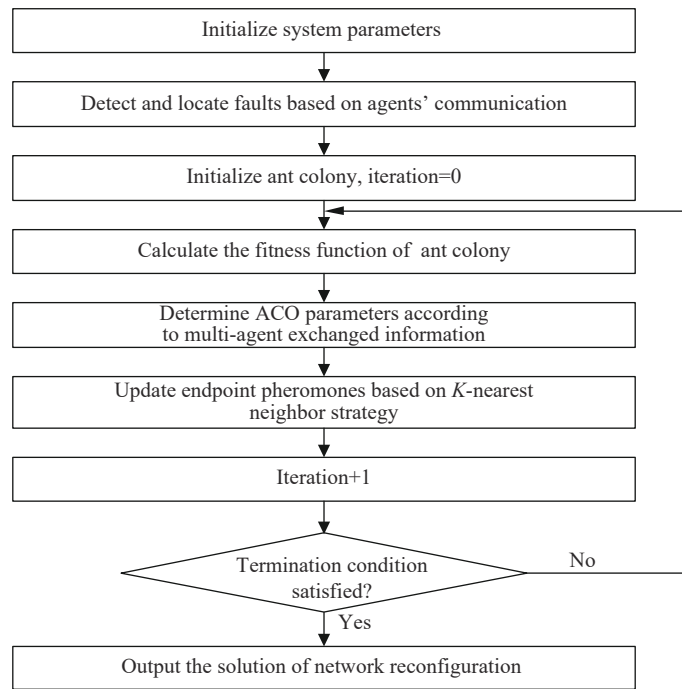 Initialize system parameters
Detect and locate faults based on agents’ communication
Initialize ant colony, iteration=0
Calculate the fitness function of ant colony
Determine ACO parameters according
to multi-agent exchanged information
Update endpoint pheromones based on K-nearest
neighbor strategy
Iteration+1
Termination condition
satisfied?
No
Yes
Output the solution of network reconfiguration